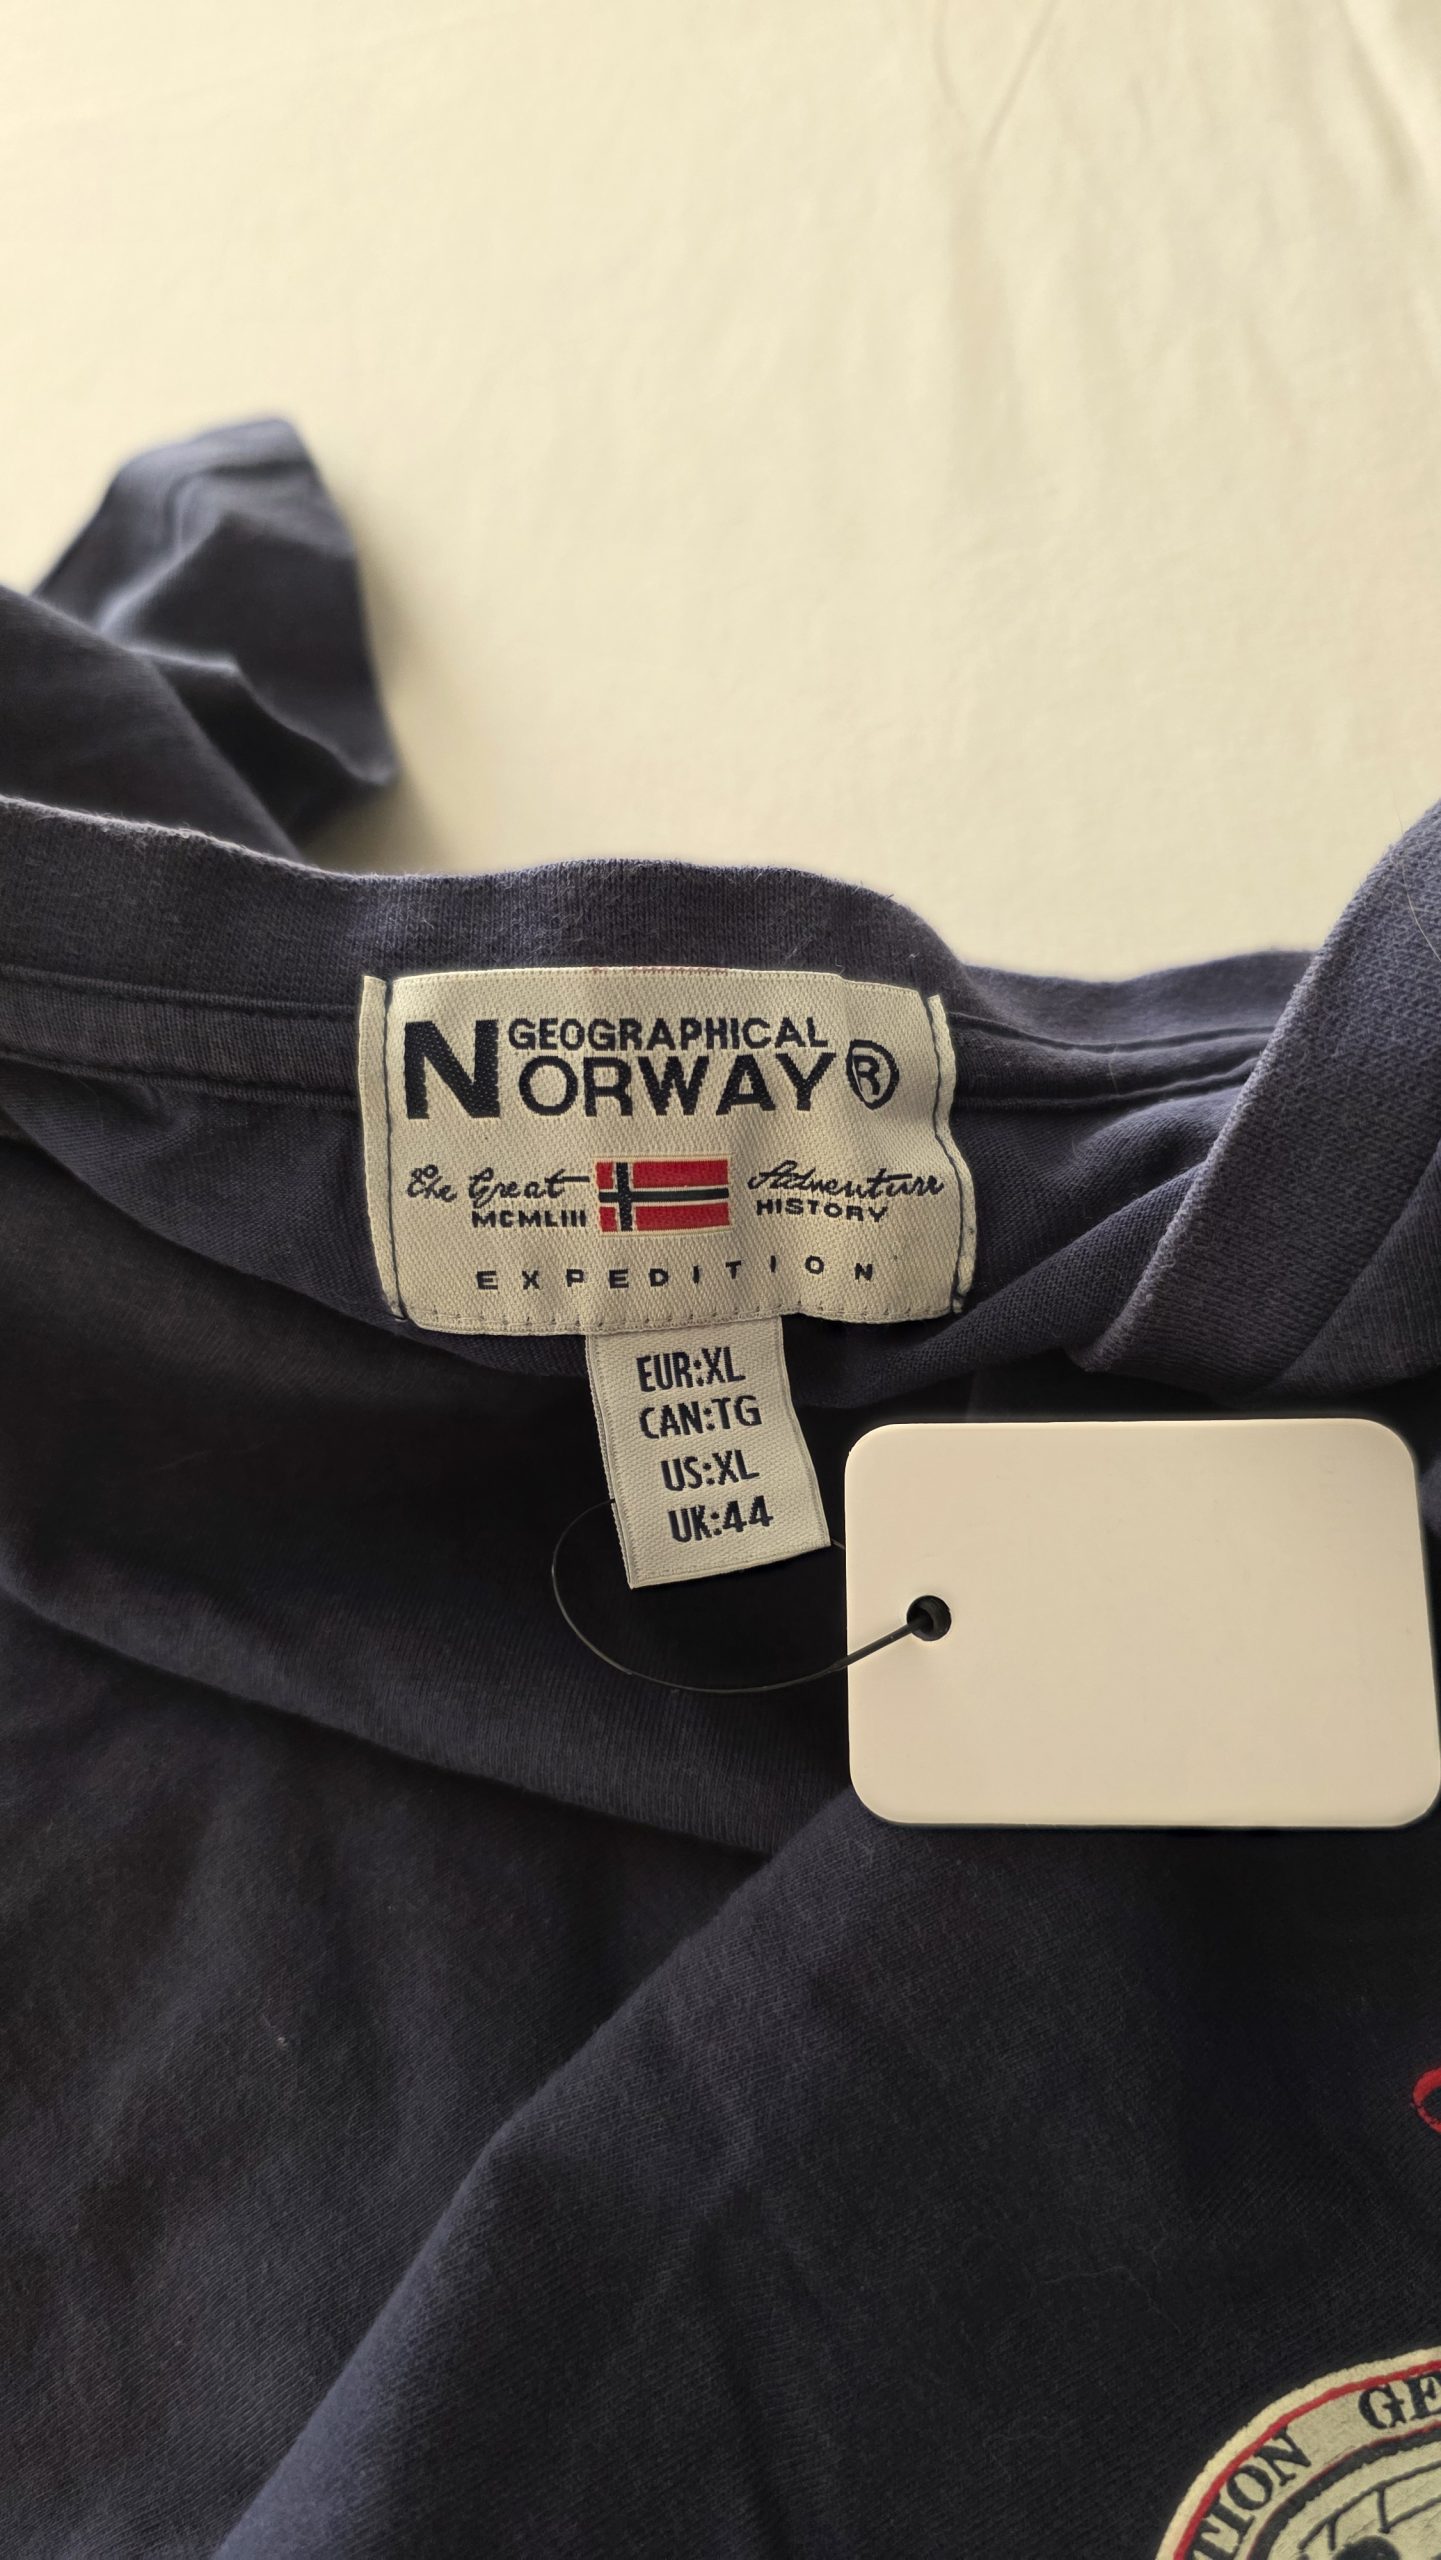 GEOGRAPHICAL
NORWAY®
The Great Adventure
MCMLIII HISTORY
EXPEDITION
EUR:XL
CAN:TG
US:XL
UK:44